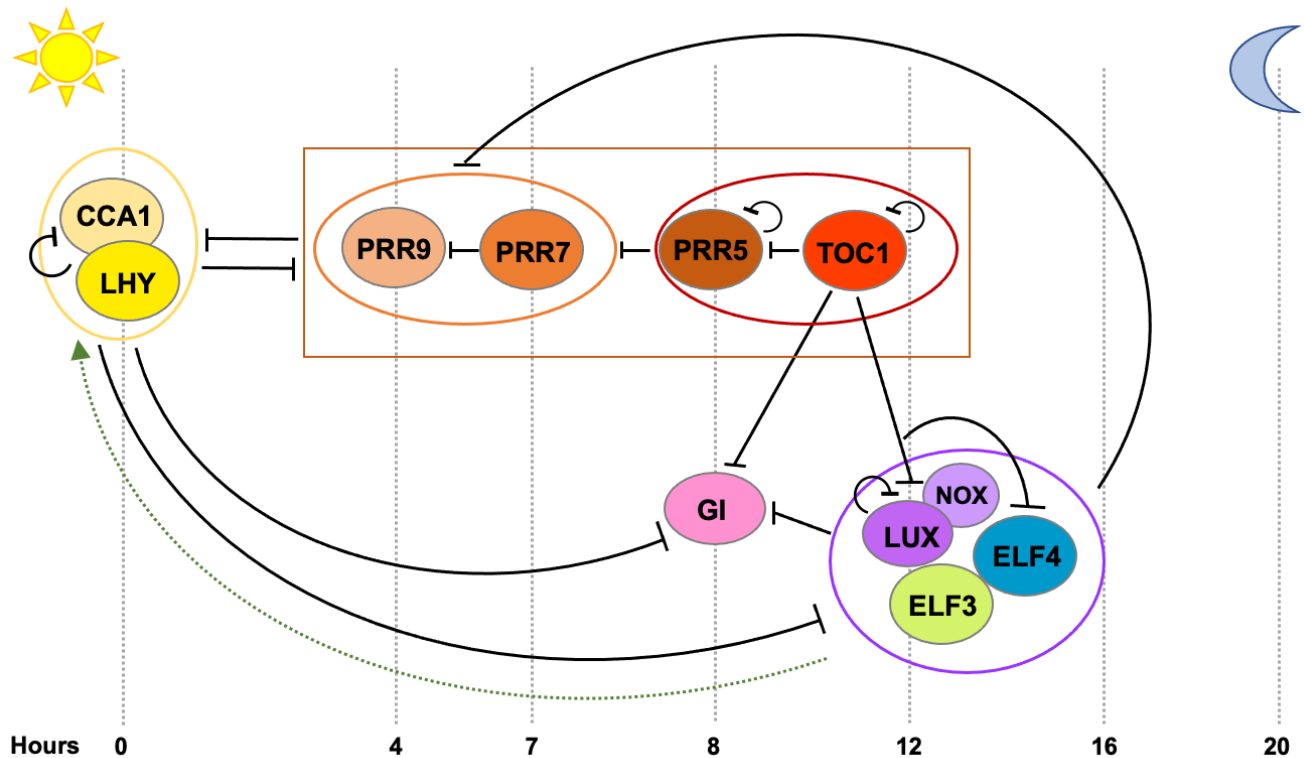 CCA1
LHY
PRR9
PRR7
PRR5
TOC1
GI
NOX
LUX
ELF4
ELF3
Hours 0 4 7 8 12 16 20